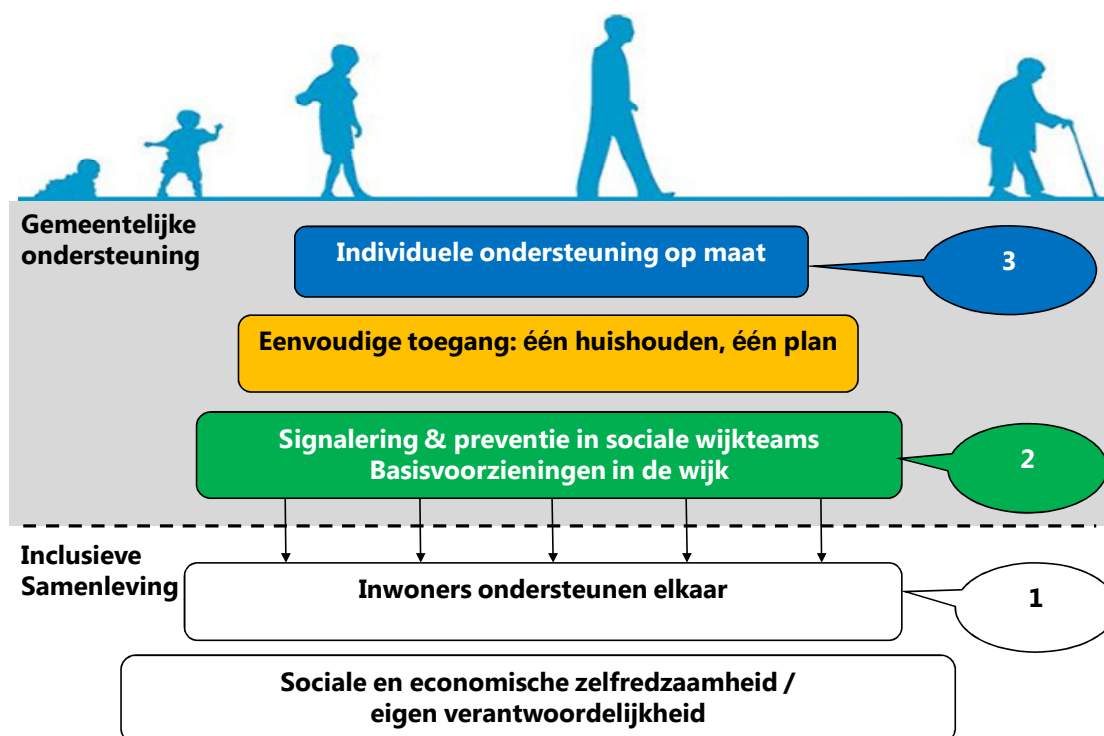 Gemeentelijke
ondersteuning
Individuele ondersteuning op maat
3
Eenvoudige toegang: één huishouden, één plan
Signalering & preventie in sociale wijkteams
Basisvoorzieningen in de wijk
2
Inclusieve
Samenleving
Inwoners ondersteunen elkaar
1
Sociale en economische zelfredzaamheid /
eigen verantwoordelijkheid